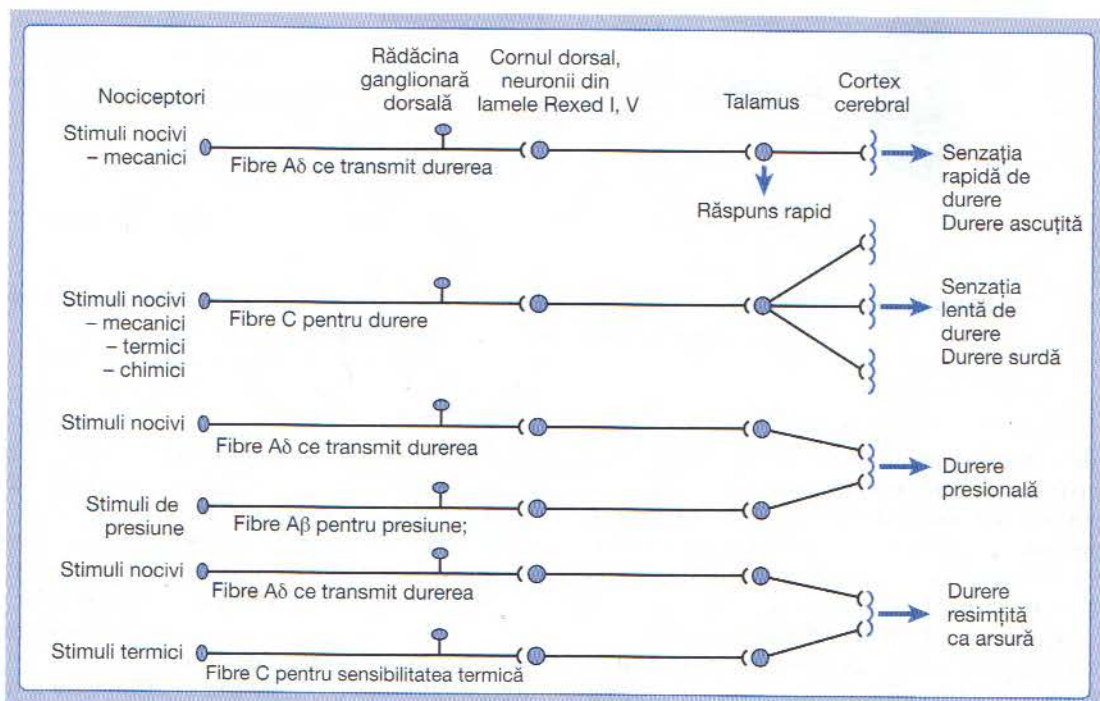 Nociceptori
Rădăcina
ganglionară
dorsală
Cornul dorsal,
neuronii din
lamele Rexed I, V
Talamus
Cortex
cerebral
Stimuli nocivi
– mecanici
Fibre Aδ ce transmit durerea
Răspuns rapid
Senzația
rapidă de
durere
Durere ascuțită
Stimuli nocivi
– mecanici
– termici
– chimici
Fibre C pentru durere
Senzația
lentă de
durere
Durere surdă
Stimuli nocivi
Fibre Aδ ce transmit durerea
Stimuli de
presiune
Fibre Aβ pentru presiune;
Durere
presională
Stimuli nocivi
Fibre Aδ ce transmit durerea
Stimuli termici
Fibre C pentru sensibilitatea termică
Durere
resimțită
ca arsură